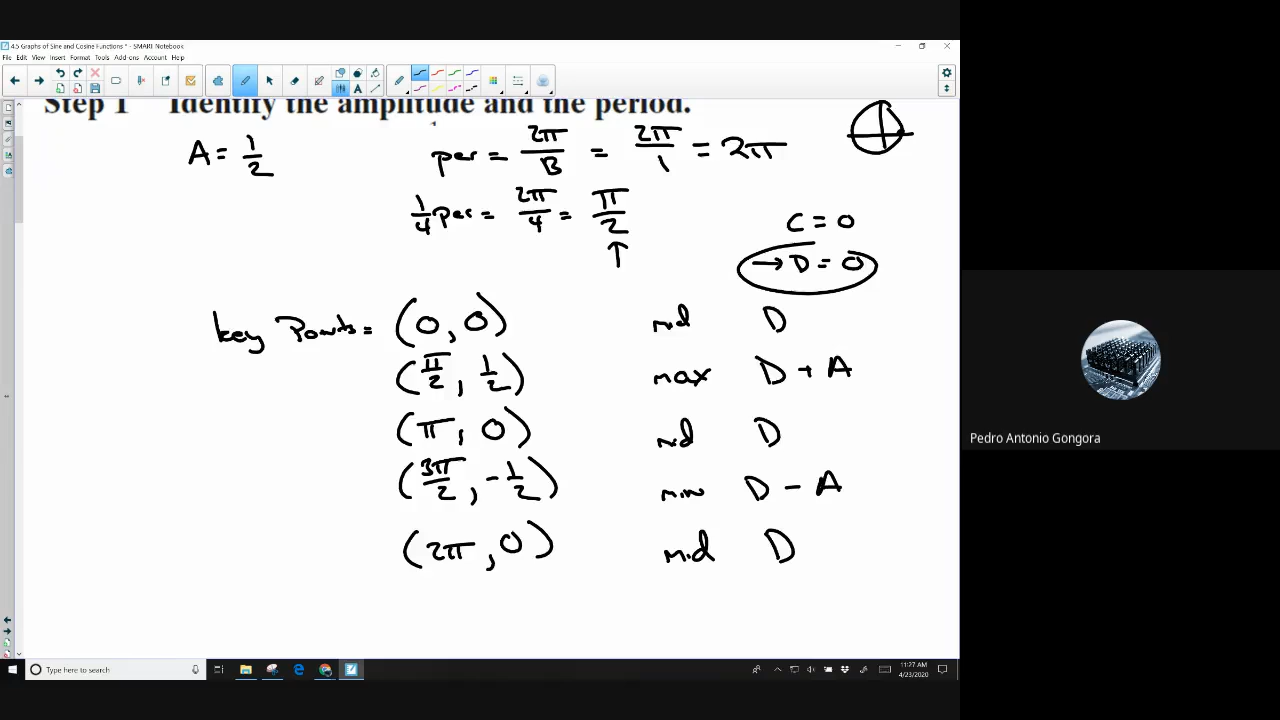 4.5 Graphs of Sine and Cosine Functions * - SMART Notebook
File Edit View Insert Format Tools Add-ons Account Help
Step 1 Identify the amplitude and the period.
A = 1/2 per = 2π/B = 2π/1 = 2π
1/4 per = 2π/4 = π/2
↑
C = 0
→ D = 0
key Points = (0, 0) mid D
(π/2, 1/2) max D + A
(π, 0) mid D
(3π/2, -1/2) min D - A
(2π, 0) mid D
Pedro Antonio Gongora
Type here to search
11:27 AM
4/23/2020